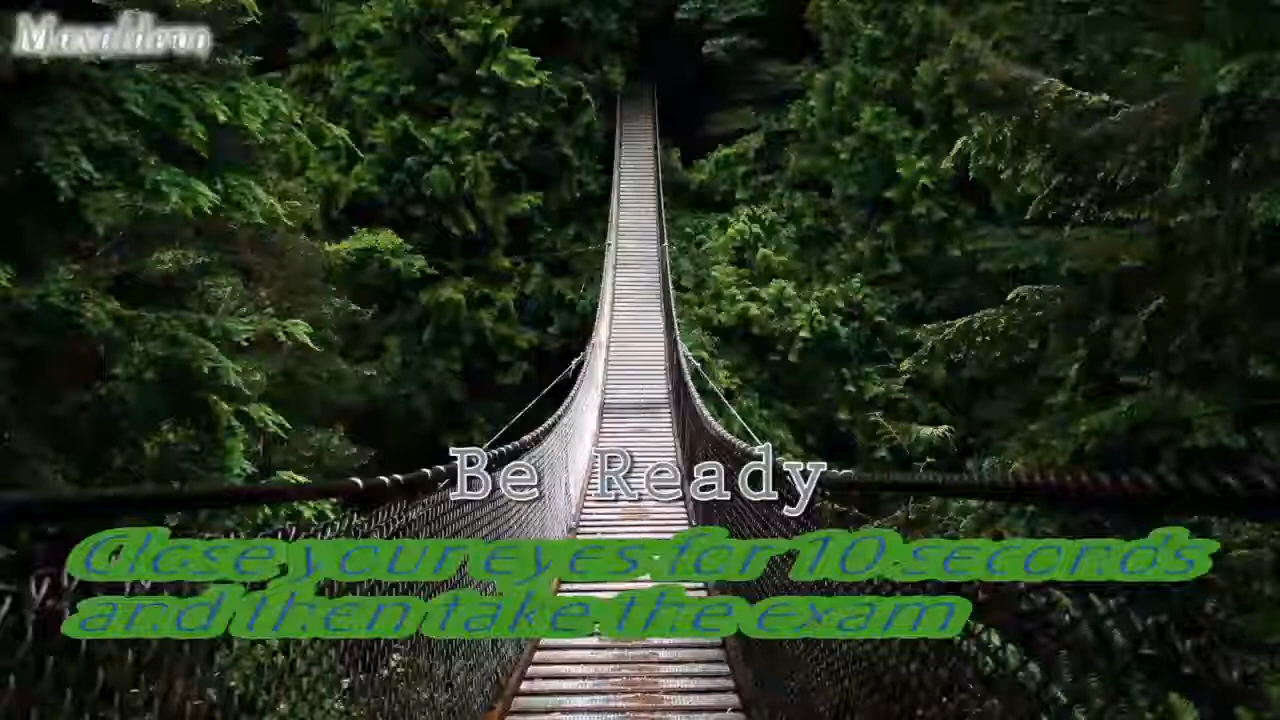 Be Ready
Close your eyes for 10 seconds
and then take the exam